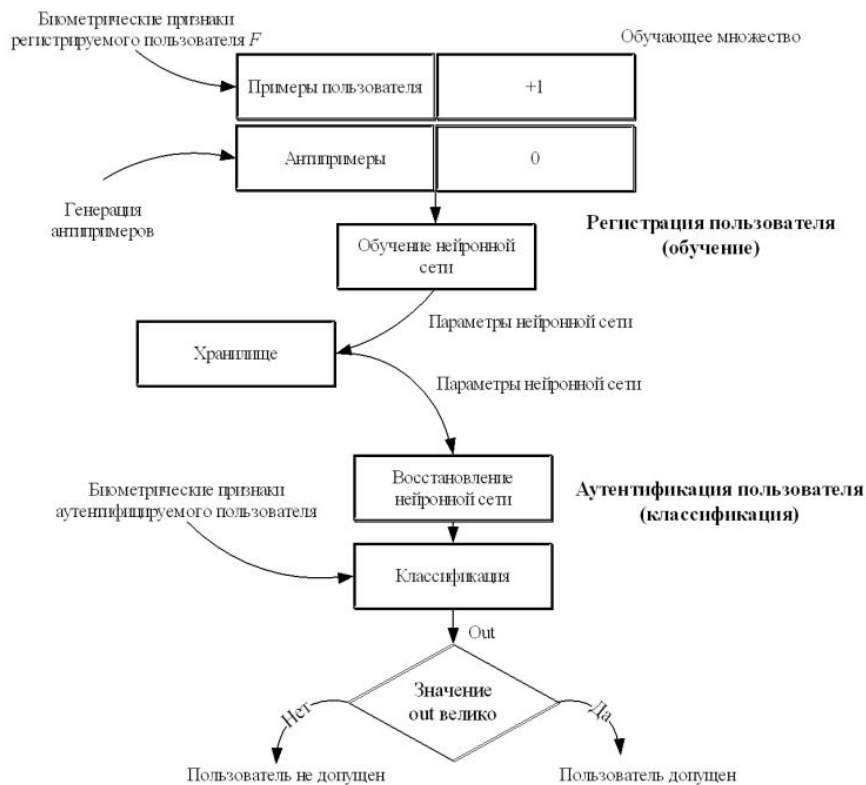 Биометрические признаки
регистрируемого пользователя F
Обучающее множество
Примеры пользователя
+1
Антипримеры
0
Генерация
антипримеров
Регистрация пользователя
(обучение)
Обучение нейронной
сети
Параметры нейронной сети
Хранилище
Параметры нейронной сети
Восстановление
нейронной сети
Биометрические признаки
аутентифицируемого пользователя
Аутентификация пользователя
(классификация)
Классификация
Out
Значение
out велико
Нет
Да
Пользователь не допущен
Пользователь допущен